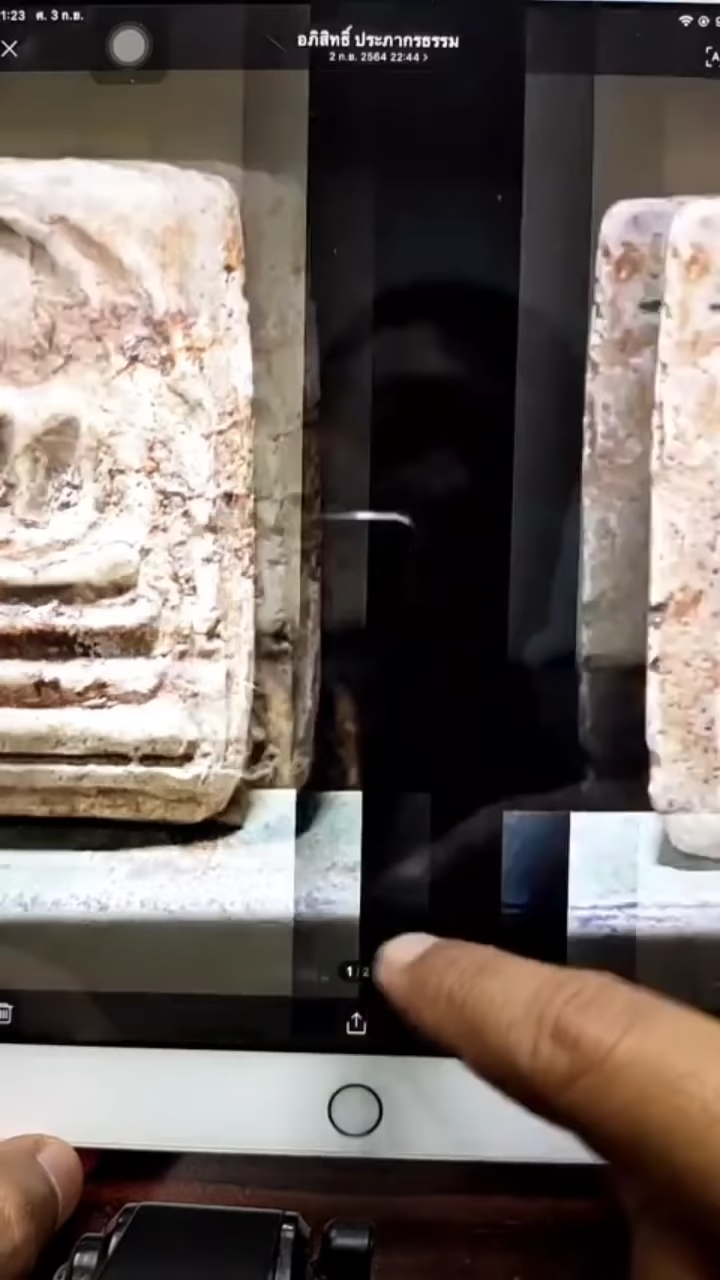 1:23 ศ. 3 ก.ย.
อภิสิทธิ์ ประภากรธรรม
2 ก.ย. 2564 22:44 >
1 / 2